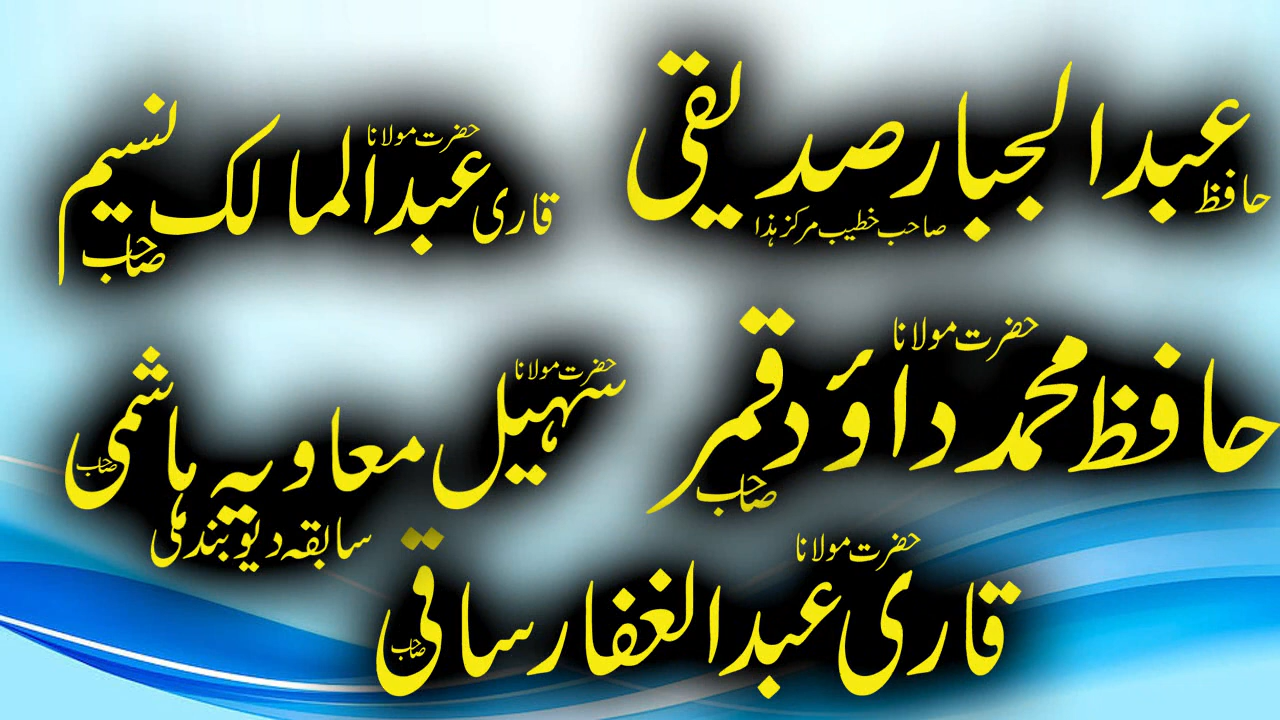 حافظ عبدالجبار صدیقی
صاحب خطیب مرکز ہذا
حضرت مولانا
قاری عبدالمالک نسیم
صاحب
حضرت مولانا
حافظ محمد داؤد قمر
صاحب
حضرت مولانا
سہیل معاویہ ہاشمی صاحب
سابقہ دیوبندی
حضرت مولانا
قاری عبدالغفار ساقی صاحب